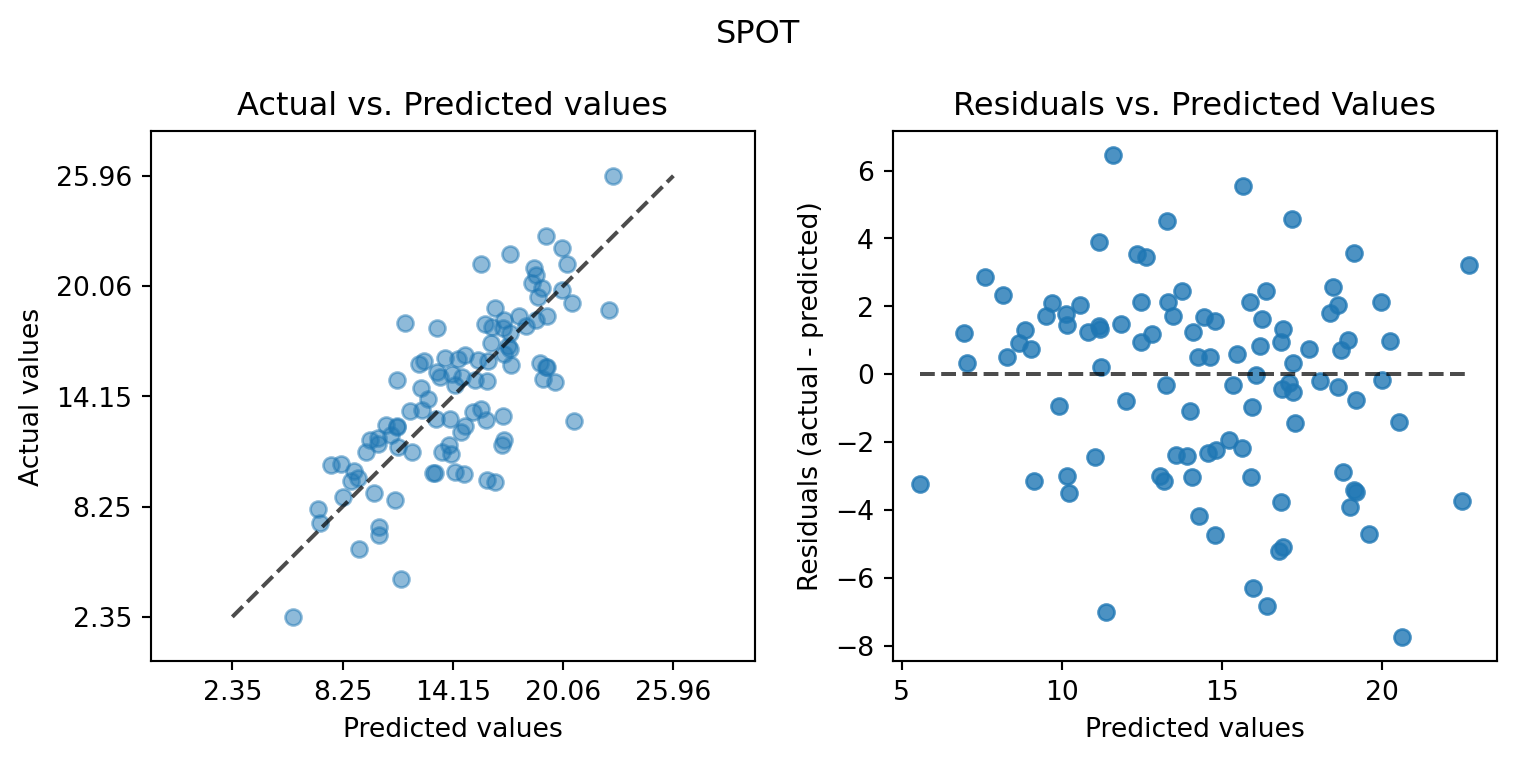 SPOT
Actual vs. Predicted values
Actual values
25.96
20.06
14.15
8.25
2.35
2.35 8.25 14.15 20.06 25.96
Predicted values
Residuals vs. Predicted Values
Residuals (actual - predicted)
6
4
2
0
−2
−4
−6
−8
5 10 15 20
Predicted values